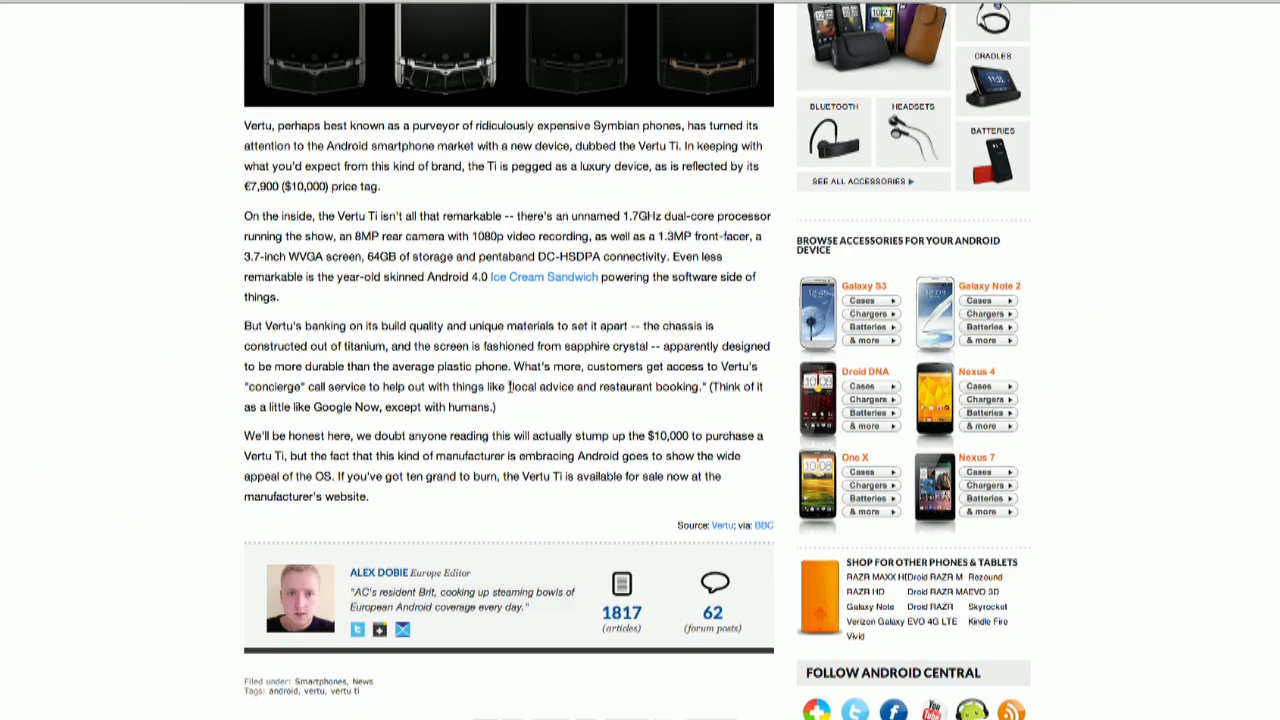 Vertu, perhaps best known as a purveyor of ridiculously expensive Symbian phones, has turned its
attention to the Android smartphone market with a new device, dubbed the Vertu Ti. In keeping with
what you'd expect from this kind of brand, the Ti is pegged as a luxury device, as is reflected by its
€7,900 ($10,000) price tag.
On the inside, the Vertu Ti isn't all that remarkable -- there's an unnamed 1.7GHz dual-core processor
running the show, an 8MP rear camera with 1080p video recording, as well as a 1.3MP front-facer, a
3.7-inch WVGA screen, 64GB of storage and pentaband DC-HSDPA connectivity. Even less
remarkable is the year-old skinned Android 4.0 Ice Cream Sandwich powering the software side of
things.
But Vertu's banking on its build quality and unique materials to set it apart -- the chassis is
constructed out of titanium, and the screen is fashioned from sapphire crystal -- apparently designed
to be more durable than the average plastic phone. What's more, customers get access to Vertu's
"concierge" call service to help out with things like "local advice and restaurant booking." (Think of it
as a little like Google Now, except with humans.)
We'll be honest here, we doubt anyone reading this will actually stump up the $10,000 to purchase a
Vertu Ti, but the fact that this kind of manufacturer is embracing Android goes to show the wide
appeal of the OS. If you've got ten grand to burn, the Vertu Ti is available for sale now at the
manufacturer's website.
Source: Vertu; via: BBC
ALEX DOBIE Europe Editor
"AC's resident Brit, cooking up steaming bowls of
European Android coverage every day."
1817
(articles)
62
(forum posts)
Filed under: Smartphones, News
Tags: android, vertu, vertu ti
CRADLES
BLUETOOTH
HEADSETS
BATTERIES
SEE ALL ACCESSORIES
BROWSE ACCESSORIES FOR YOUR ANDROID
DEVICE
Galaxy S3
Cases
Chargers
Batteries
& more
Galaxy Note 2
Cases
Chargers
Batteries
& more
Droid DNA
Cases
Chargers
Batteries
& more
Nexus 4
Cases
Chargers
Batteries
& more
One X
Cases
Chargers
Batteries
& more
Nexus 7
Cases
Chargers
Batteries
& more
SHOP FOR OTHER PHONES & TABLETS
RAZR MAXX HD Droid RAZR M Rezound
RAZR HD Droid RAZR MA EVO 3D
Galaxy Note Droid RAZR Skyrocket
Verizon Galaxy EVO 4G LTE Kindle Fire
Vivid
FOLLOW ANDROID CENTRAL
You